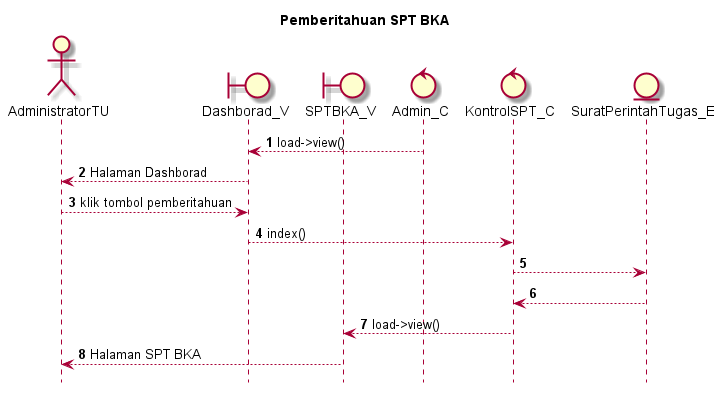 Pemberitahuan SPT BKA
AdministratorTU
Dashborad_V
SPTBKA_V
Admin_C
KontrolSPT_C
SuratPerintahTugas_E
1 load->view()
2 Halaman Dashborad
3 klik tombol pemberitahuan
4 index()
5
6
7 load->view()
8 Halaman SPT BKA